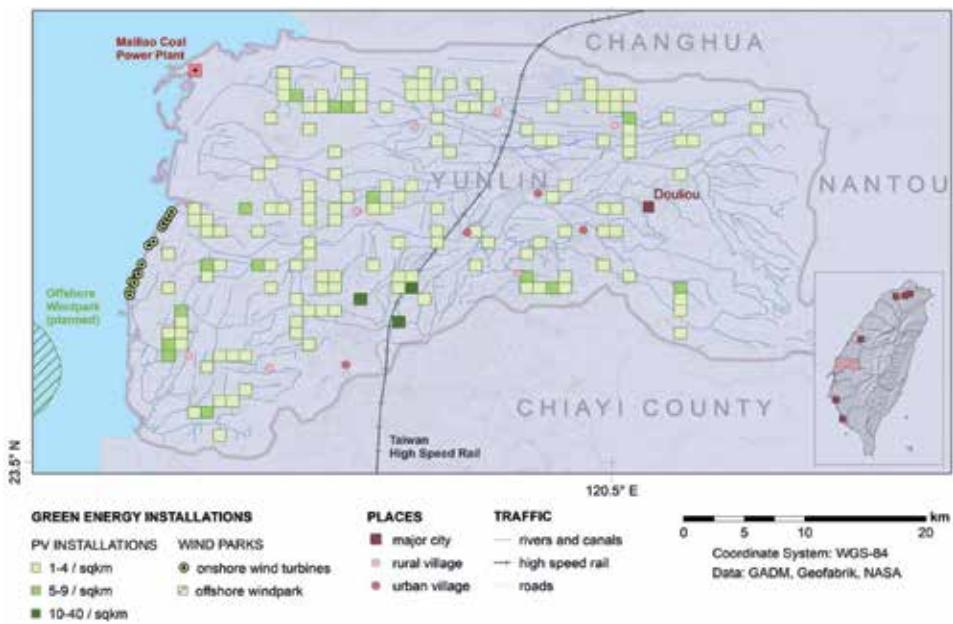 Mailiao Coal
Power Plant
CHANGHUA
YUNLIN
NANTOU
Douliou
Offshore
Windpark
(planned)
CHIAYI COUNTY
Taiwan
High Speed Rail
23.5° N
120.5° E
GREEN ENERGY INSTALLATIONS
PV INSTALLATIONS
1-4 / sqkm
5-9 / sqkm
10-40 / sqkm
WIND PARKS
onshore wind turbines
offshore windpark
PLACES
major city
rural village
urban village
TRAFFIC
rivers and canals
high speed rail
roads
km
0 5 10 20
Coordinate System: WGS-84
Data: GADM, Geofabrik, NASA